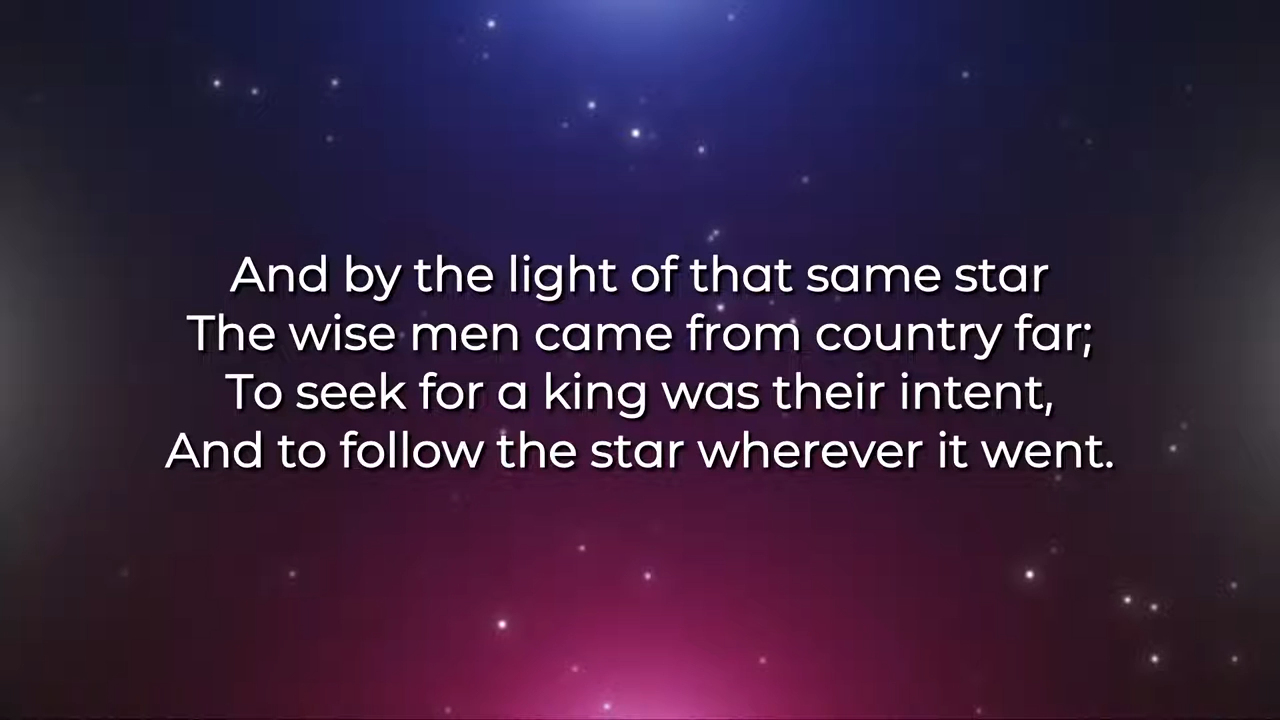 And by the light of that same star
The wise men came from country far;
To seek for a king was their intent,
And to follow the star wherever it went.